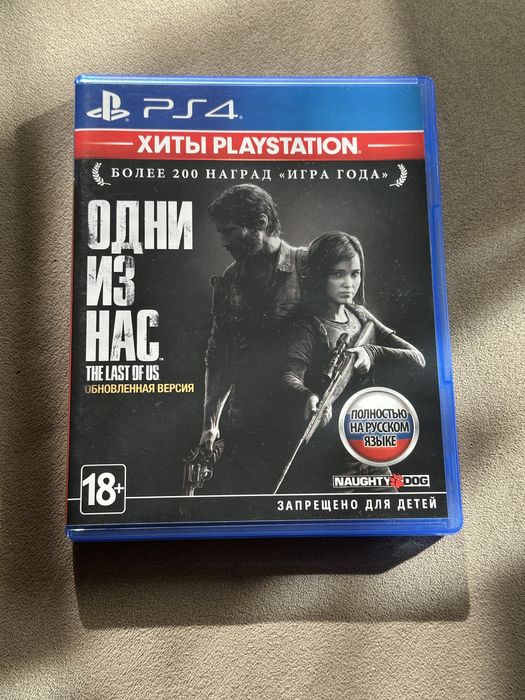 PS4
ХИТЫ PLAYSTATION
БОЛЕЕ 200 НАГРАД «ИГРА ГОДА»
ОДНИ
ИЗ
НАС
THE LAST OF US
ОБНОВЛЕННАЯ ВЕРСИЯ
ПОЛНОСТЬЮ
НА РУССКОМ
ЯЗЫКЕ
NAUGHTY DOG
18+
ЗАПРЕЩЕНО ДЛЯ ДЕТЕЙ